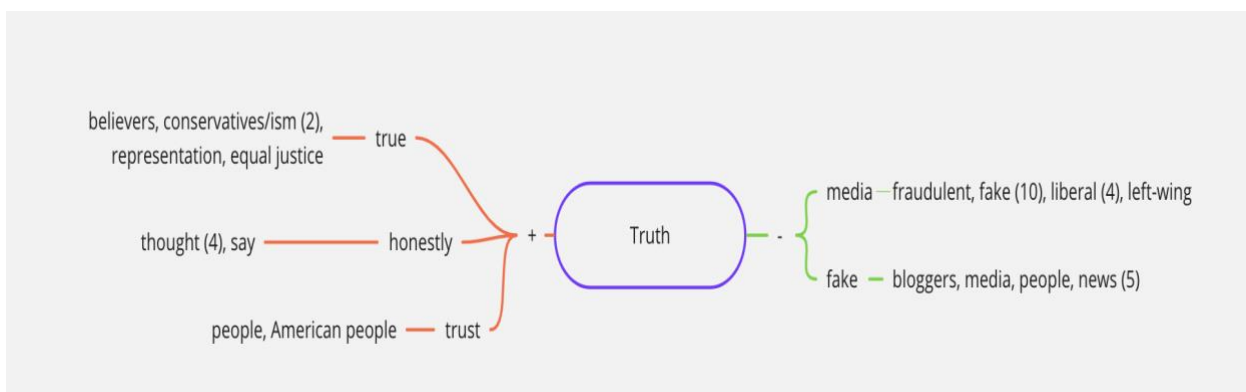 believers, conservatives/ism (2),
representation, equal justice
true
thought (4), say
honestly
people, American people
trust
+
Truth
-
media
fraudulent, fake (10), liberal (4), left-wing
fake
bloggers, media, people, news (5)